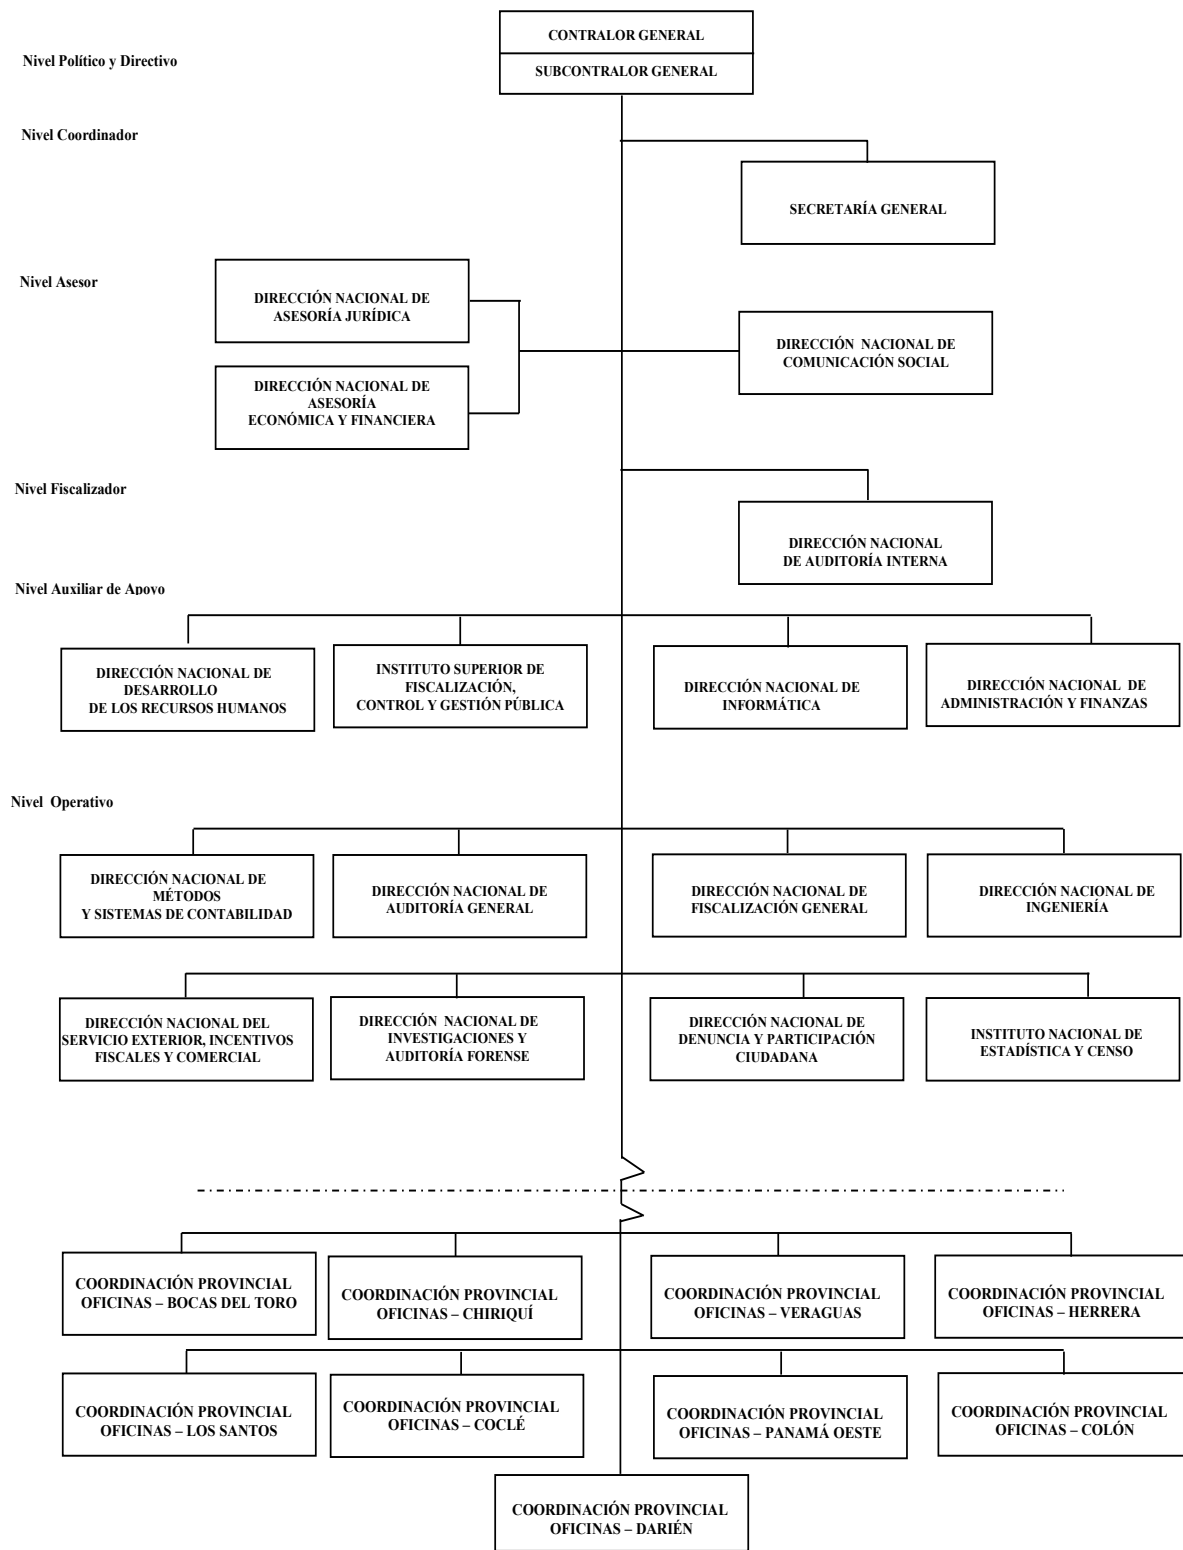 CONTRALOR GENERAL
Nivel Político y Directivo
SUBCONTRALOR GENERAL
Nivel Coordinador
SECRETARÍA GENERAL
Nivel Asesor
DIRECCIÓN NACIONAL DE
ASESORÍA JURÍDICA
DIRECCIÓN NACIONAL DE
COMUNICACIÓN SOCIAL
DIRECCIÓN NACIONAL DE
ASESORÍA
ECONÓMICA Y FINANCIERA
Nivel Fiscalizador
DIRECCIÓN NACIONAL
DE AUDITORÍA INTERNA
Nivel Auxiliar de Apoyo
DIRECCIÓN NACIONAL DE
DESARROLLO
DE LOS RECURSOS HUMANOS
INSTITUTO SUPERIOR DE
FISCALIZACIÓN,
CONTROL Y GESTIÓN PÚBLICA
DIRECCIÓN NACIONAL DE
INFORMÁTICA
DIRECCIÓN NACIONAL DE
ADMINISTRACIÓN Y FINANZAS
Nivel Operativo
DIRECCIÓN NACIONAL DE
MÉTODOS
Y SISTEMAS DE CONTABILIDAD
DIRECCIÓN NACIONAL DE
AUDITORÍA GENERAL
DIRECCIÓN NACIONAL DE
FISCALIZACIÓN GENERAL
DIRECCIÓN NACIONAL DE
INGENIERÍA
DIRECCIÓN NACIONAL DEL
SERVICIO EXTERIOR, INCENTIVOS
FISCALES Y COMERCIAL
DIRECCIÓN NACIONAL DE
INVESTIGACIONES Y
AUDITORÍA FORENSE
DIRECCIÓN NACIONAL DE
DENUNCIA Y PARTICIPACIÓN
CIUDADANA
INSTITUTO NACIONAL DE
ESTADÍSTICA Y CENSO
COORDINACIÓN PROVINCIAL
OFICINAS – BOCAS DEL TORO
COORDINACIÓN PROVINCIAL
OFICINAS – CHIRIQUÍ
COORDINACIÓN PROVINCIAL
OFICINAS – VERAGUAS
COORDINACIÓN PROVINCIAL
OFICINAS – HERRERA
COORDINACIÓN PROVINCIAL
OFICINAS – LOS SANTOS
COORDINACIÓN PROVINCIAL
OFICINAS – COCLÉ
COORDINACIÓN PROVINCIAL
OFICINAS – PANAMÁ OESTE
COORDINACIÓN PROVINCIAL
OFICINAS – COLÓN
COORDINACIÓN PROVINCIAL
OFICINAS – DARIÉN